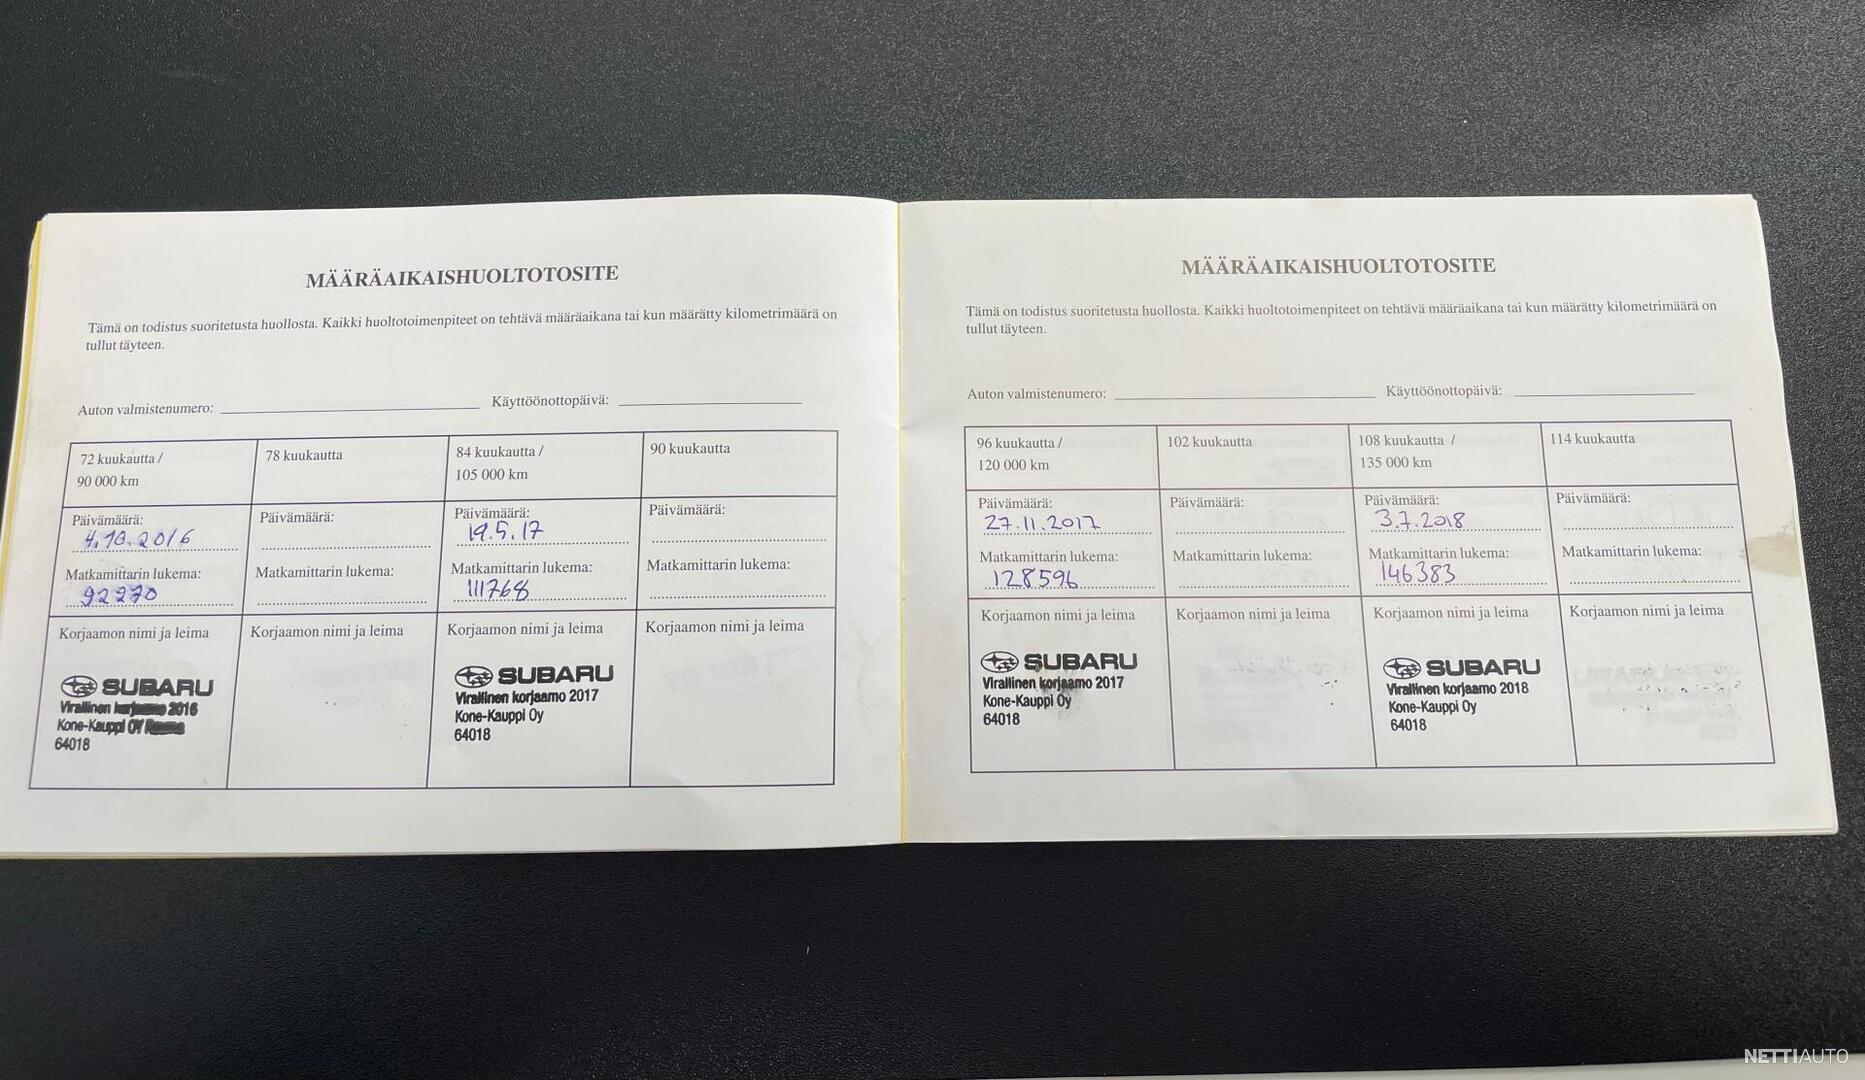 MÄÄRÄAIKAISHUOLTOTOSITE
Tämä on todistus suoritetusta huollosta. Kaikki huoltotoimenpiteet on tehtävä määräaikana tai kun määrätty kilometrimäärä on
tullut täyteen.
Auton valmistenumero: Käyttöönottopäivä:
72 kuukautta /
90 000 km
Päivämäärä:
4.10.2016
Matkamittarin lukema:
92270
Korjaamon nimi ja leima
SUBARU
Virallinen korjaamo 2016
Kone-Kauppi Oy
64018
78 kuukautta
Päivämäärä:
Matkamittarin lukema:
Korjaamon nimi ja leima
84 kuukautta /
105 000 km
Päivämäärä:
19.5.17
Matkamittarin lukema:
111768
Korjaamon nimi ja leima
SUBARU
Virallinen korjaamo 2017
Kone-Kauppi Oy
64018
90 kuukautta
Päivämäärä:
Matkamittarin lukema:
Korjaamon nimi ja leima
MÄÄRÄAIKAISHUOLTOTOSITE
Tämä on todistus suoritetusta huollosta. Kaikki huoltotoimenpiteet on tehtävä määräaikana tai kun määrätty kilometrimäärä on
tullut täyteen.
Auton valmistenumero: Käyttöönottopäivä:
96 kuukautta /
120 000 km
Päivämäärä:
27.11.2017
Matkamittarin lukema:
128596
Korjaamon nimi ja leima
SUBARU
Virallinen korjaamo 2017
Kone-Kauppi Oy
64018
102 kuukautta
Päivämäärä:
Matkamittarin lukema:
Korjaamon nimi ja leima
108 kuukautta /
135 000 km
Päivämäärä:
3.7.2018
Matkamittarin lukema:
146383
Korjaamon nimi ja leima
SUBARU
Virallinen korjaamo 2018
Kone-Kauppi Oy
64018
114 kuukautta
Päivämäärä:
Matkamittarin lukema:
Korjaamon nimi ja leima
NETTIAUTO